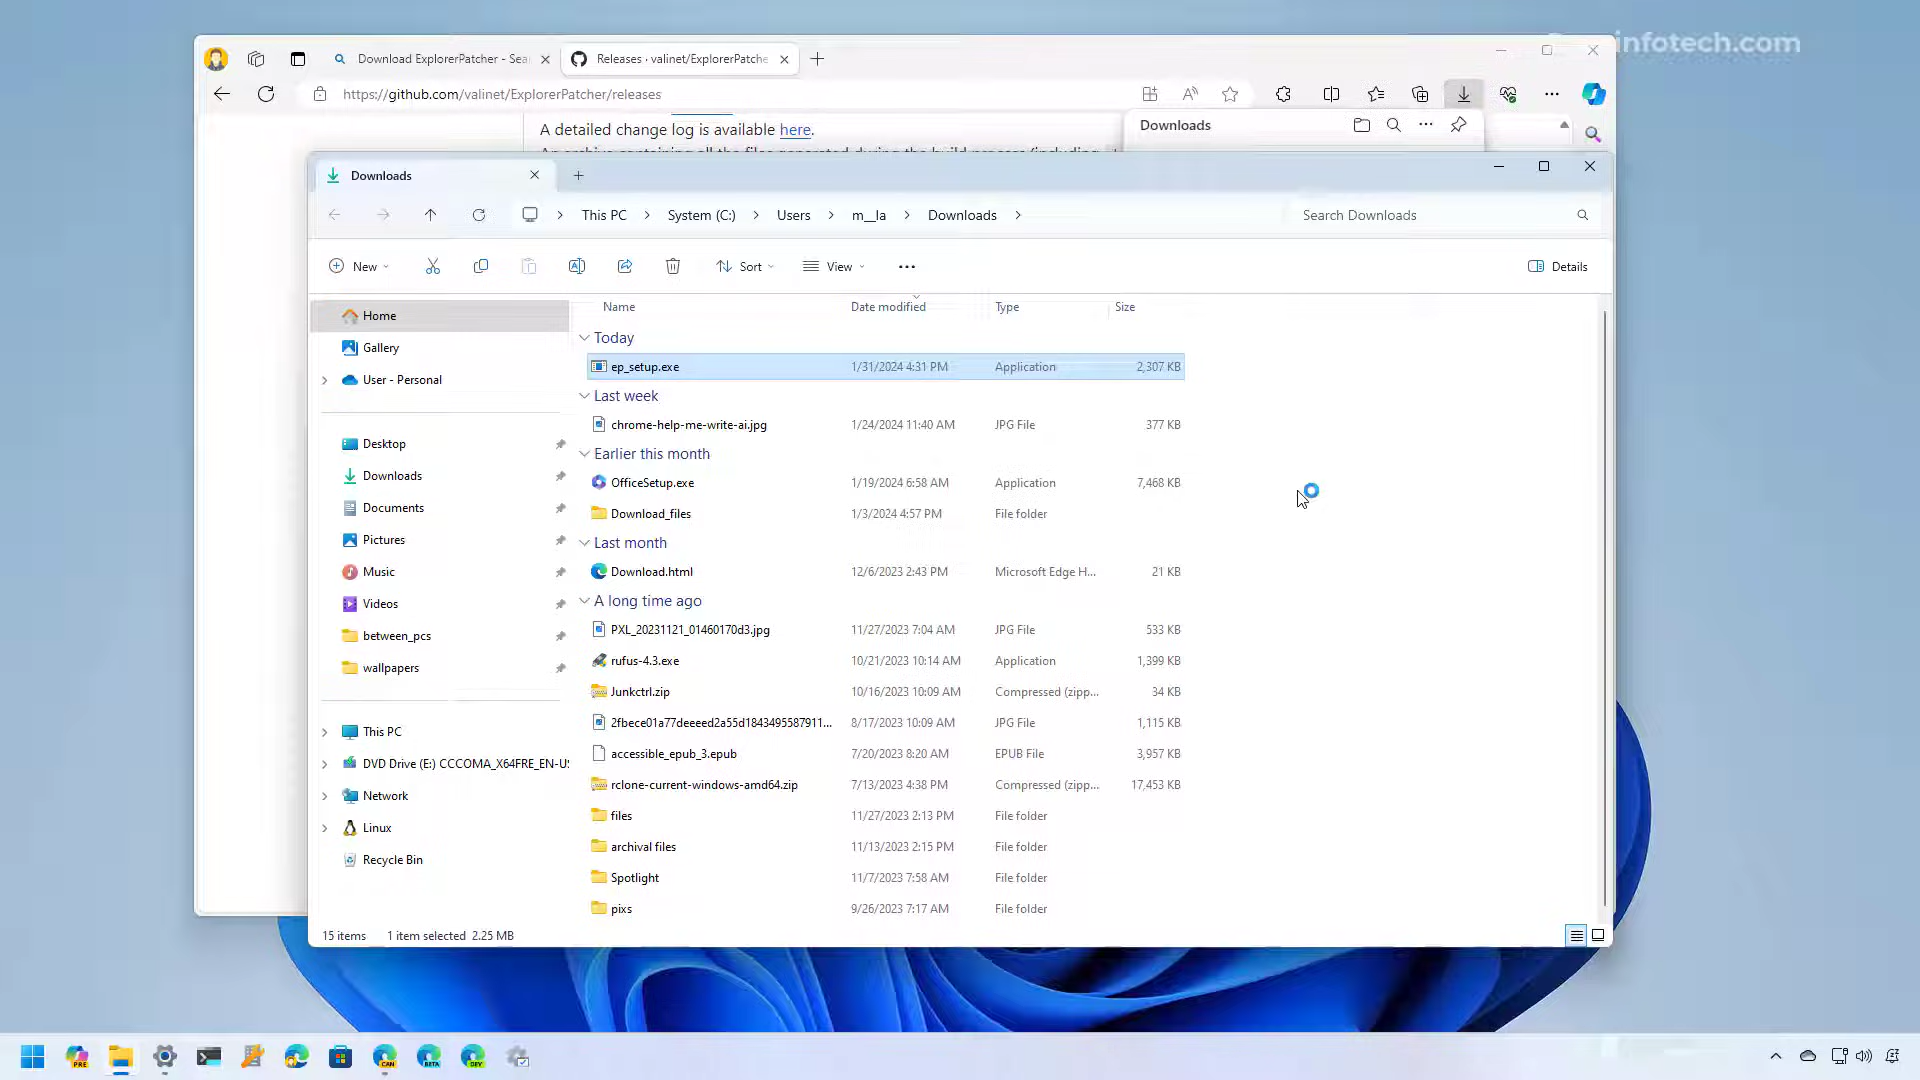 infotech.com
Download ExplorerPatcher - Sea
Releases · valinet/ExplorerPatche
https://github.com/valinet/ExplorerPatcher/releases
A detailed change log is available here.
Downloads
Downloads
This PC
System (C:)
Users
m__la
Downloads
Search Downloads
New
Sort
View
Details
Name Date modified Type Size
Home
Gallery
User - Personal
Desktop
Downloads
Documents
Pictures
Music
Videos
between_pcs
wallpapers
This PC
DVD Drive (E:) CCCOMA_X64FRE_EN-US
Network
Linux
Recycle Bin
Today
ep_setup.exe 1/31/2024 4:31 PM Application 2,307 KB
Last week
chrome-help-me-write-ai.jpg 1/24/2024 11:40 AM JPG File 377 KB
Earlier this month
OfficeSetup.exe 1/19/2024 6:58 AM Application 7,468 KB
Download_files 1/3/2024 4:57 PM File folder
Last month
Download.html 12/6/2023 2:43 PM Microsoft Edge H... 21 KB
A long time ago
PXL_20231121_01460170d3.jpg 11/27/2023 7:04 AM JPG File 533 KB
rufus-4.3.exe 10/21/2023 10:14 AM Application 1,399 KB
Junkctrl.zip 10/16/2023 10:09 AM Compressed (zipp... 34 KB
2fbece01a77deeeed2a55d1843495587911... 8/17/2023 10:09 AM JPG File 1,115 KB
accessible_epub_3.epub 7/20/2023 8:20 AM EPUB File 3,957 KB
rclone-current-windows-amd64.zip 7/13/2023 4:38 PM Compressed (zipp... 17,453 KB
files 11/27/2023 2:13 PM File folder
archival files 11/13/2023 2:15 PM File folder
Spotlight 11/7/2023 7:58 AM File folder
pixs 9/26/2023 7:17 AM File folder
15 items 1 item selected 2.25 MB
PRE
CAN
BETA
DEV
CAN